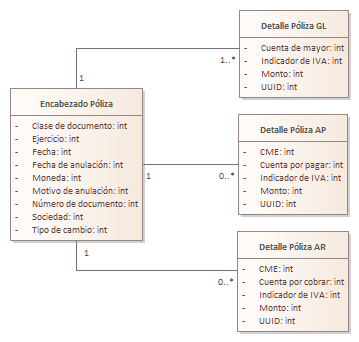 Detalle Póliza GL
- Cuenta de mayor: int
- Indicador de IVA: int
- Monto: int
- UUID: int
1..*
1
Encabezado Póliza
- Clase de documento: int
- Ejercicio: int
- Fecha: int
- Fecha de anulación: int
- Moneda: int
- Motivo de anulación: int
- Número de documento: int
- Sociedad: int
- Tipo de cambio: int
Detalle Póliza AP
- CME: int
- Cuenta por pagar: int
- Indicador de IVA: int
- Monto: int
- UUID: int
1
0..*
Detalle Póliza AR
- CME: int
- Cuenta por cobrar: int
- Indicador de IVA: int
- Monto: int
- UUID: int
1
0..*